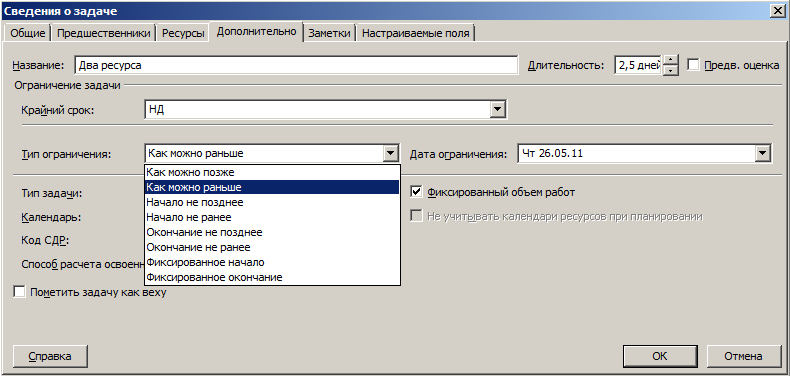 Сведения о задаче
Общие Предшественники Ресурсы Дополнительно Заметки Настраиваемые поля
Название: Два ресурса Длительность: 2,5 дней Предв. оценка
Ограничение задачи
Крайний срок: НД
Тип ограничения: Как можно раньше Дата ограничения: Чт 26.05.11
Как можно позже
Тип задачи: Как можно раньше Фиксированный объем работ
Начало не позднее
Календарь: Начало не ранее Не учитывать календари ресурсов при планировании
Окончание не позднее
Код СДР: Окончание не ранее
Способ расчета Фиксированное начало
Фиксированное окончание
Пометить задачу как веху
Справка ОК Отмена